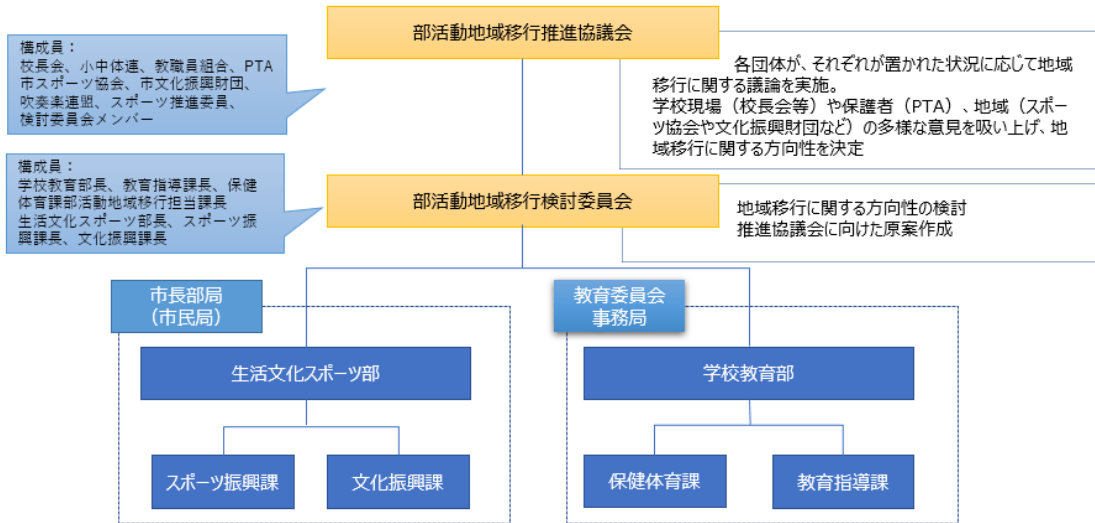 部活動地域移行推進協議会
構成員：
校長会、小中体連、教職員組合、PTA
市スポーツ協会、市文化振興財団、
吹奏楽連盟、スポーツ推進委員、
検討委員会メンバー
各団体が、それぞれが置かれた状況に応じて地域
移行に関する議論を実施。
学校現場（校長会等）や保護者（PTA）、地域（スポー
ツ協会や文化振興財団など）の多様な意見を吸い上げ、地
域移行に関する方向性を決定
構成員：
学校教育部長、教育指導課長、保健
体育課部活動地域移行担当課長
生活文化スポーツ部長、スポーツ振
興課長、文化振興課長
部活動地域移行検討委員会
地域移行に関する方向性の検討
推進協議会に向けた原案作成
市長部局
（市民局）
教育委員会
事務局
生活文化スポーツ部
学校教育部
スポーツ振興課
文化振興課
保健体育課
教育指導課